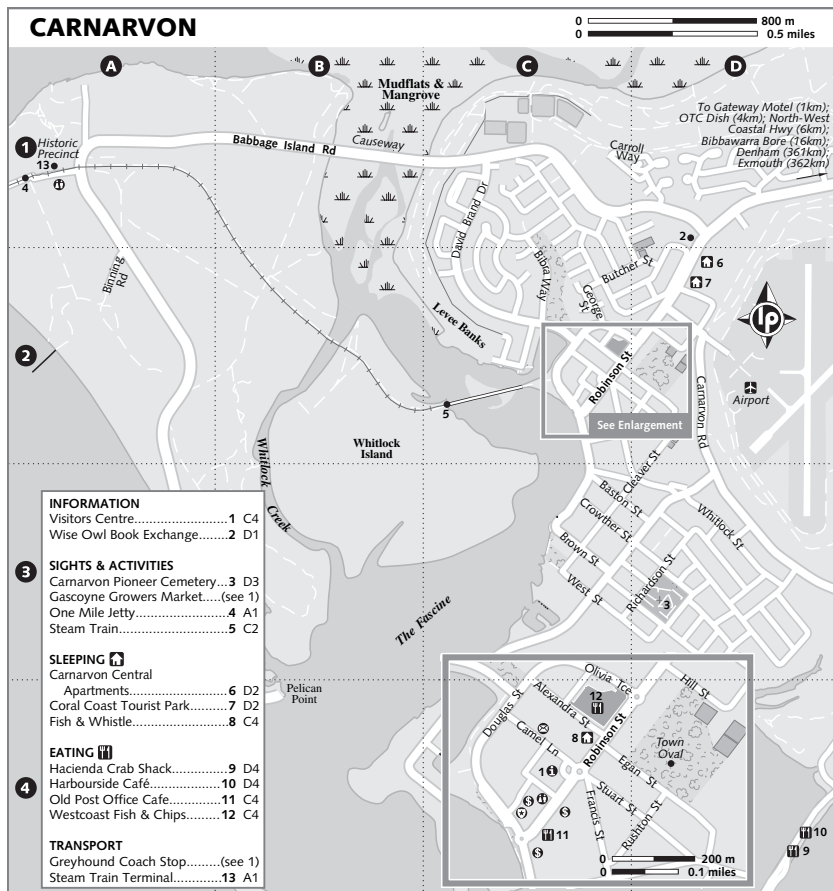 CARNARVON
0 800 m
0 0.5 miles
A
B
C
D
Mudflats &
Mangrove
To Gateway Motel (1km);
OTC Dish (4km); North-West
Coastal Hwy (6km);
Bibbawarra Bore (16km);
Denham (361km);
Exmouth (362km)
1
Historic
Precinct
13
4
Babbage Island Rd
Causeway
Carroll
Way
David Brand Dr
2
6
7
Binning
Rd
Bibra Way
Butcher St
George
St
lp
Levee Banks
2
Robinson St
Carnarvon Rd
Airport
5
See Enlargement
Whitlock
Island
Whitlock
Creek
Cleaver St
Baston St
Crowther St
Whitlock St
Brown St
West St
Richardson St
3
The Fascine
3
INFORMATION
Visitors Centre............................1 C4
Wise Owl Book Exchange........2 D1
SIGHTS & ACTIVITIES
Carnarvon Pioneer Cemetery...3 D3
Gascoyne Growers Market.....(see 1)
One Mile Jetty............................4 A1
Steam Train................................5 C2
SLEEPING
Carnarvon Central
Apartments..........................6 D2
Coral Coast Tourist Park..........7 D2
Fish & Whistle...........................8 C4
EATING
Hacienda Crab Shack...............9 D4
Harbourside Café....................10 D4
Old Post Office Cafe...............11 C4
Westcoast Fish & Chips..........12 C4
TRANSPORT
Greyhound Coach Stop.........(see 1)
Steam Train Terminal.............13 A1
4
Pelican
Point
Olivia Tce
Hill St
Douglas St
Alexandra St
12
Robinson St
Camel Ln
8
Town
Oval
1
Egan St
Stuart St
Francis St
Rushton St
11
10
9
0 200 m
0 0.1 miles